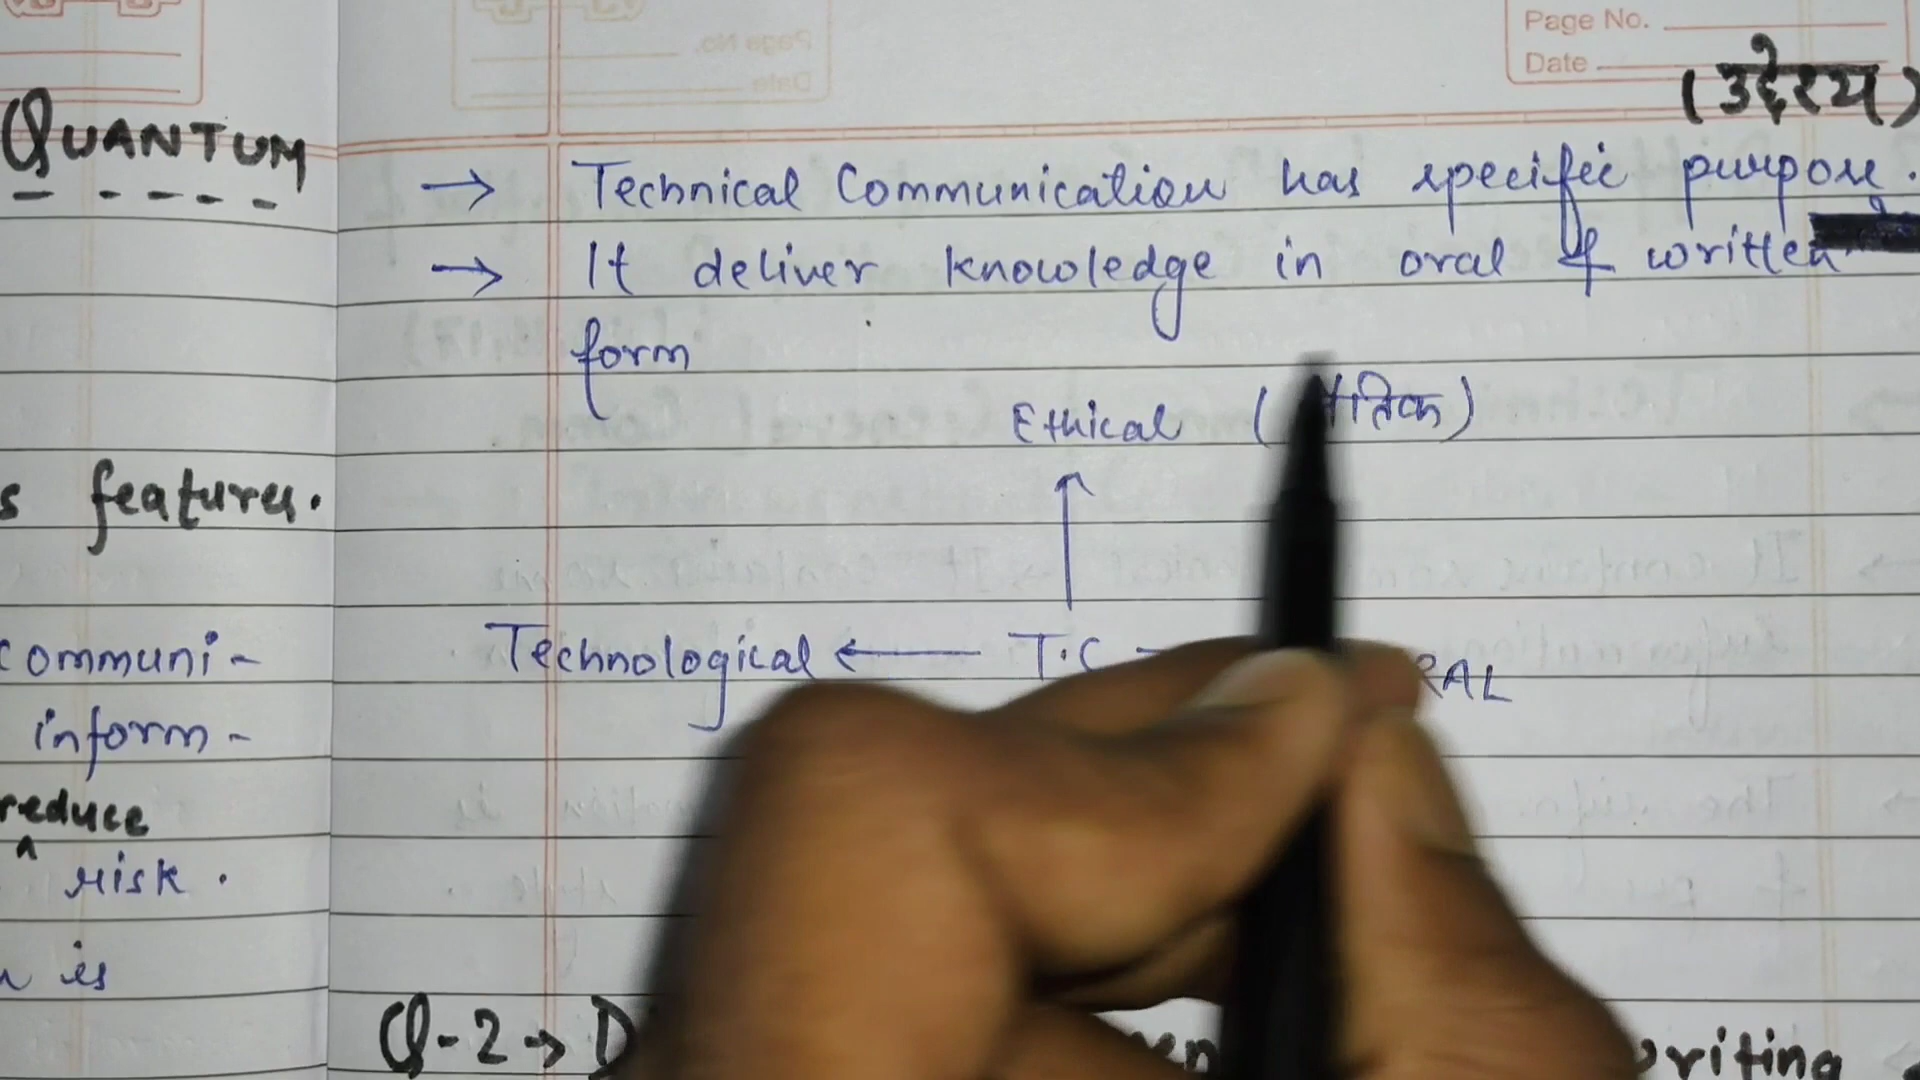 Page No.
Date
(उद्देश्य)
QUANTUM
→ Technical Communication has specific purpose.
→ It deliver knowledge in oral & written
form
Ethical
s features.
communi-
Technological ← T.C
inform-
reduce
^ risk.
is
Q-2 →
writing